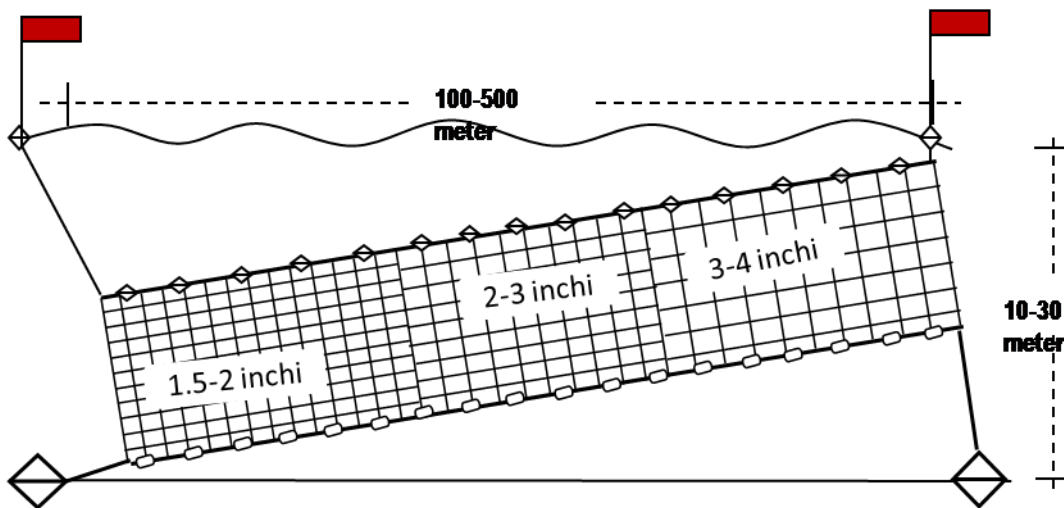 100-500
meter
3-4 inchi
2-3 inchi
1.5-2 inchi
10-30
meter